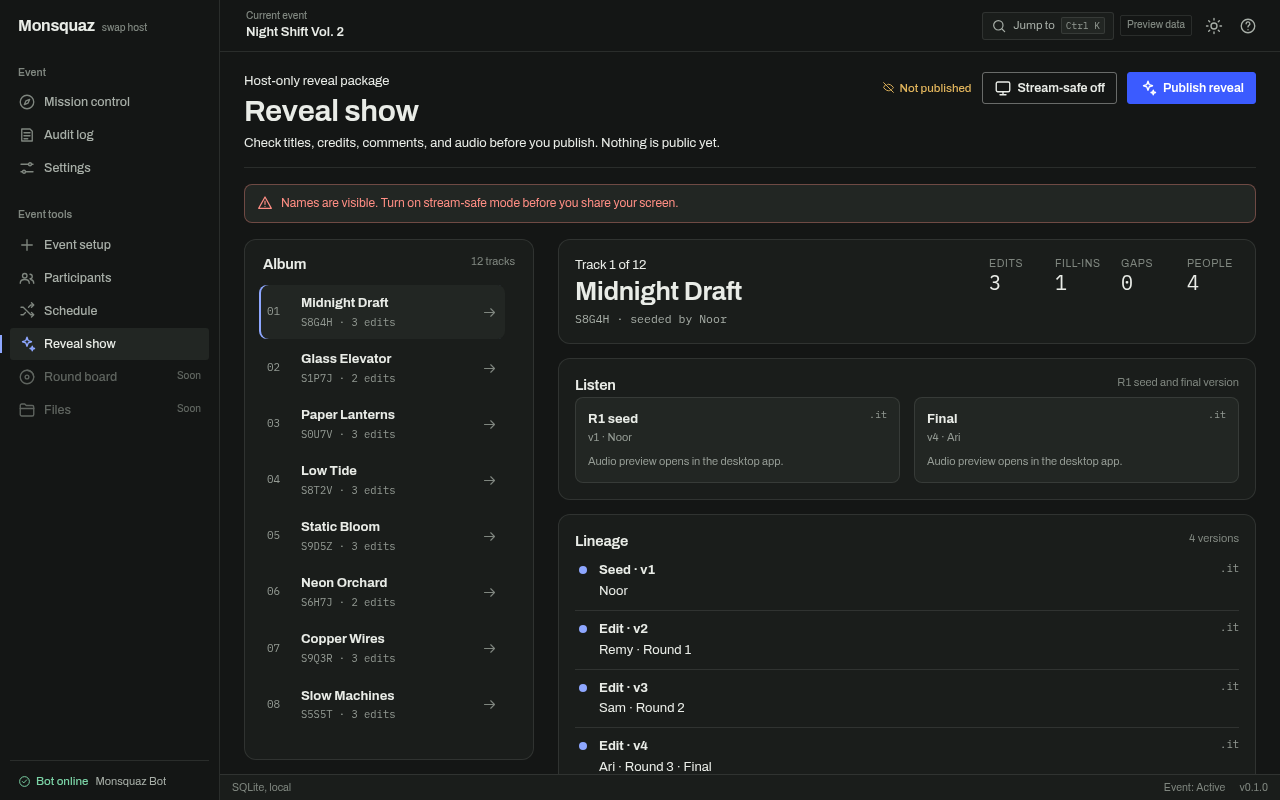 Monsquaz swap host
Event
Mission control
Audit log
Settings
Event tools
Event setup
Participants
Schedule
Reveal show
Round board Soon
Files Soon
Bot online Monsquaz Bot
Current event
Night Shift Vol. 2
Jump to Ctrl K
Preview data
Host-only reveal package
Reveal show
Check titles, credits, comments, and audio before you publish. Nothing is public yet.
Not published
Stream-safe off
Publish reveal
Names are visible. Turn on stream-safe mode before you share your screen.
Album 12 tracks
01 Midnight Draft
S8G4H · 3 edits
02 Glass Elevator
S1P7J · 2 edits
03 Paper Lanterns
S0U7V · 3 edits
04 Low Tide
S8T2V · 3 edits
05 Static Bloom
S9D5Z · 3 edits
06 Neon Orchard
S6H7J · 2 edits
07 Copper Wires
S9Q3R · 3 edits
08 Slow Machines
S5S5T · 3 edits
Track 1 of 12
Midnight Draft
S8G4H · seeded by Noor
EDITS FILL-INS GAPS PEOPLE
3 1 0 4
Listen R1 seed and final version
R1 seed .it
v1 · Noor
Audio preview opens in the desktop app.
Final .it
v4 · Ari
Audio preview opens in the desktop app.
Lineage 4 versions
Seed · v1 .it
Noor
Edit · v2 .it
Remy · Round 1
Edit · v3 .it
Sam · Round 2
Edit · v4 .it
Ari · Round 3 · Final
SQLite, local
Event: Active v0.1.0